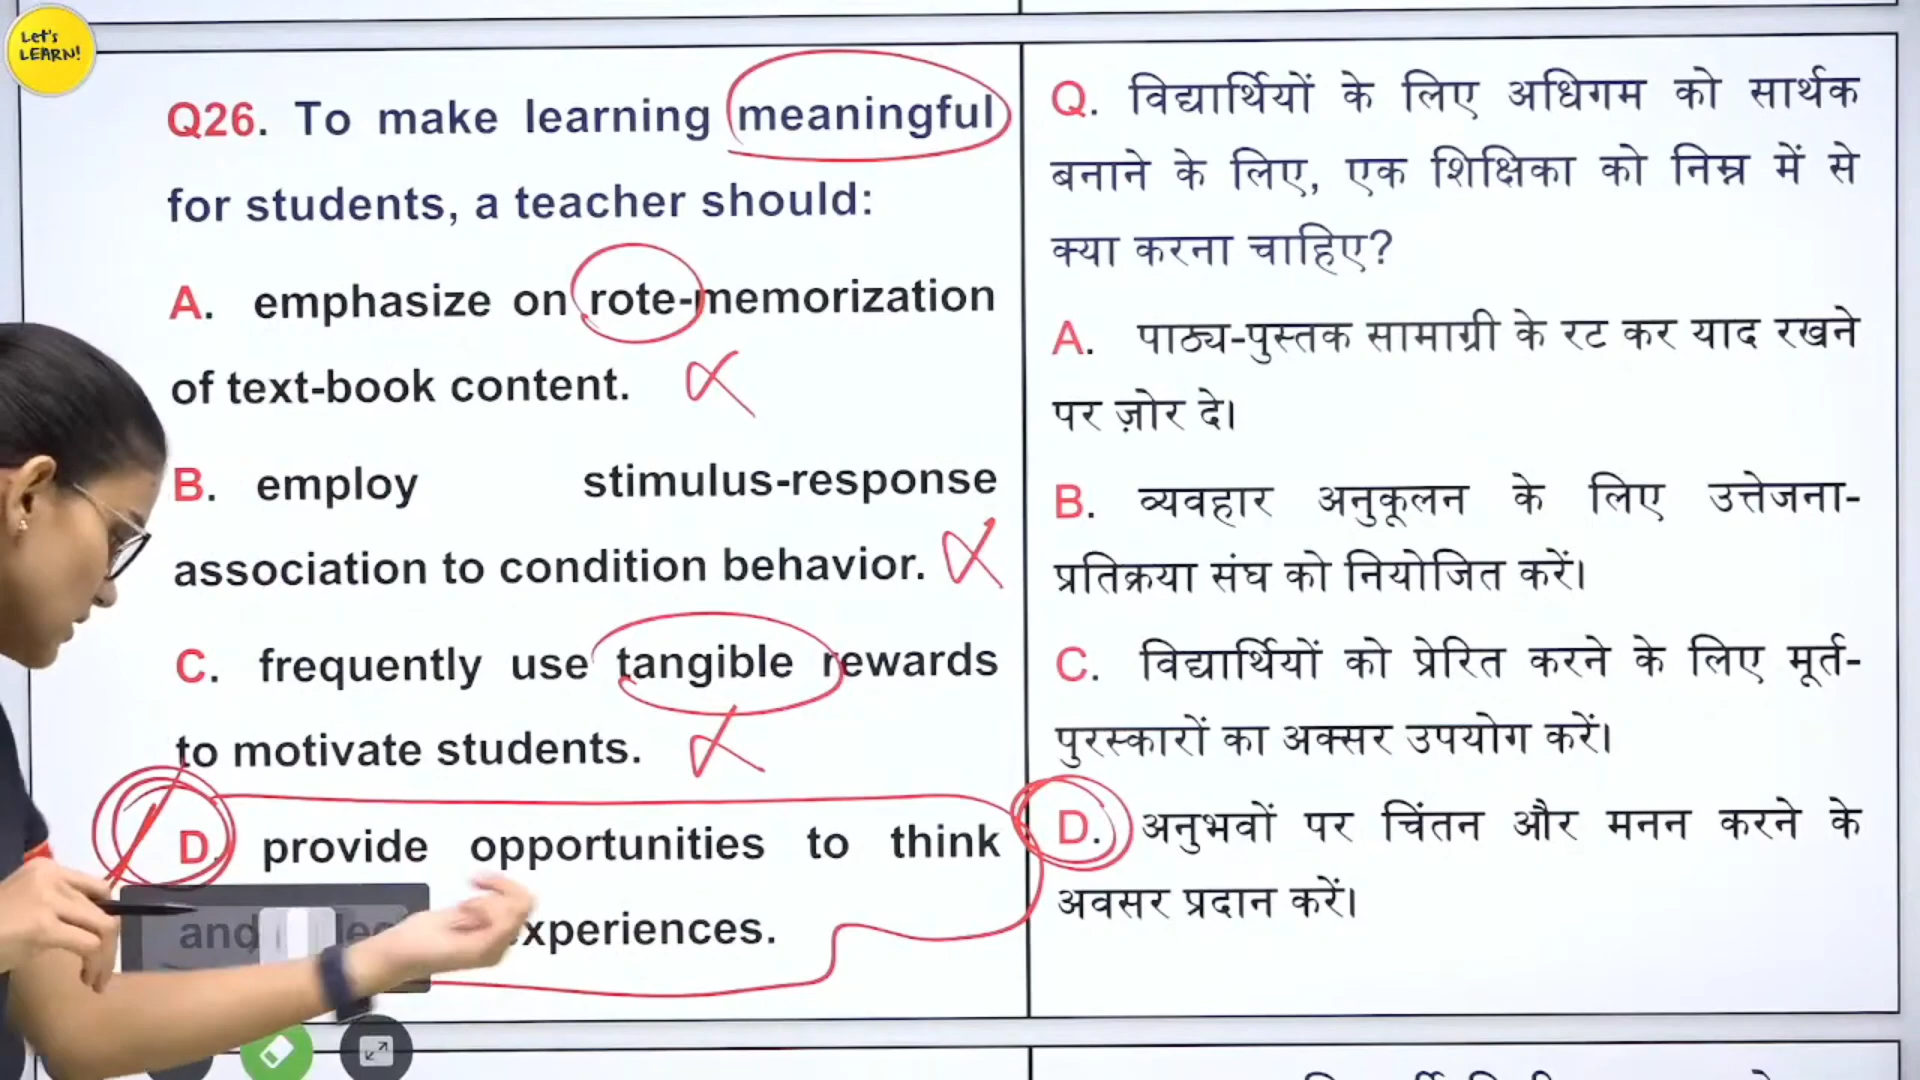 Let's
LEARN!
Q26. To make learning meaningful
for students, a teacher should:
A. emphasize on rote-memorization
of text-book content.
B. employ stimulus-response
association to condition behavior.
C. frequently use tangible rewards
to motivate students.
D. provide opportunities to think
and experiences.
Q. विद्यार्थियों के लिए अधिगम को सार्थक
बनाने के लिए, एक शिक्षिका को निम्न में से
क्या करना चाहिए?
A. पाठ्य-पुस्तक सामाग्री के रट कर याद रखने
पर ज़ोर दे।
B. व्यवहार अनुकूलन के लिए उत्तेजना-
प्रतिक्रया संघ को नियोजित करें।
C. विद्यार्थियों को प्रेरित करने के लिए मूर्त-
पुरस्कारों का अक्सर उपयोग करें।
D. अनुभवों पर चिंतन और मनन करने के
अवसर प्रदान करें।